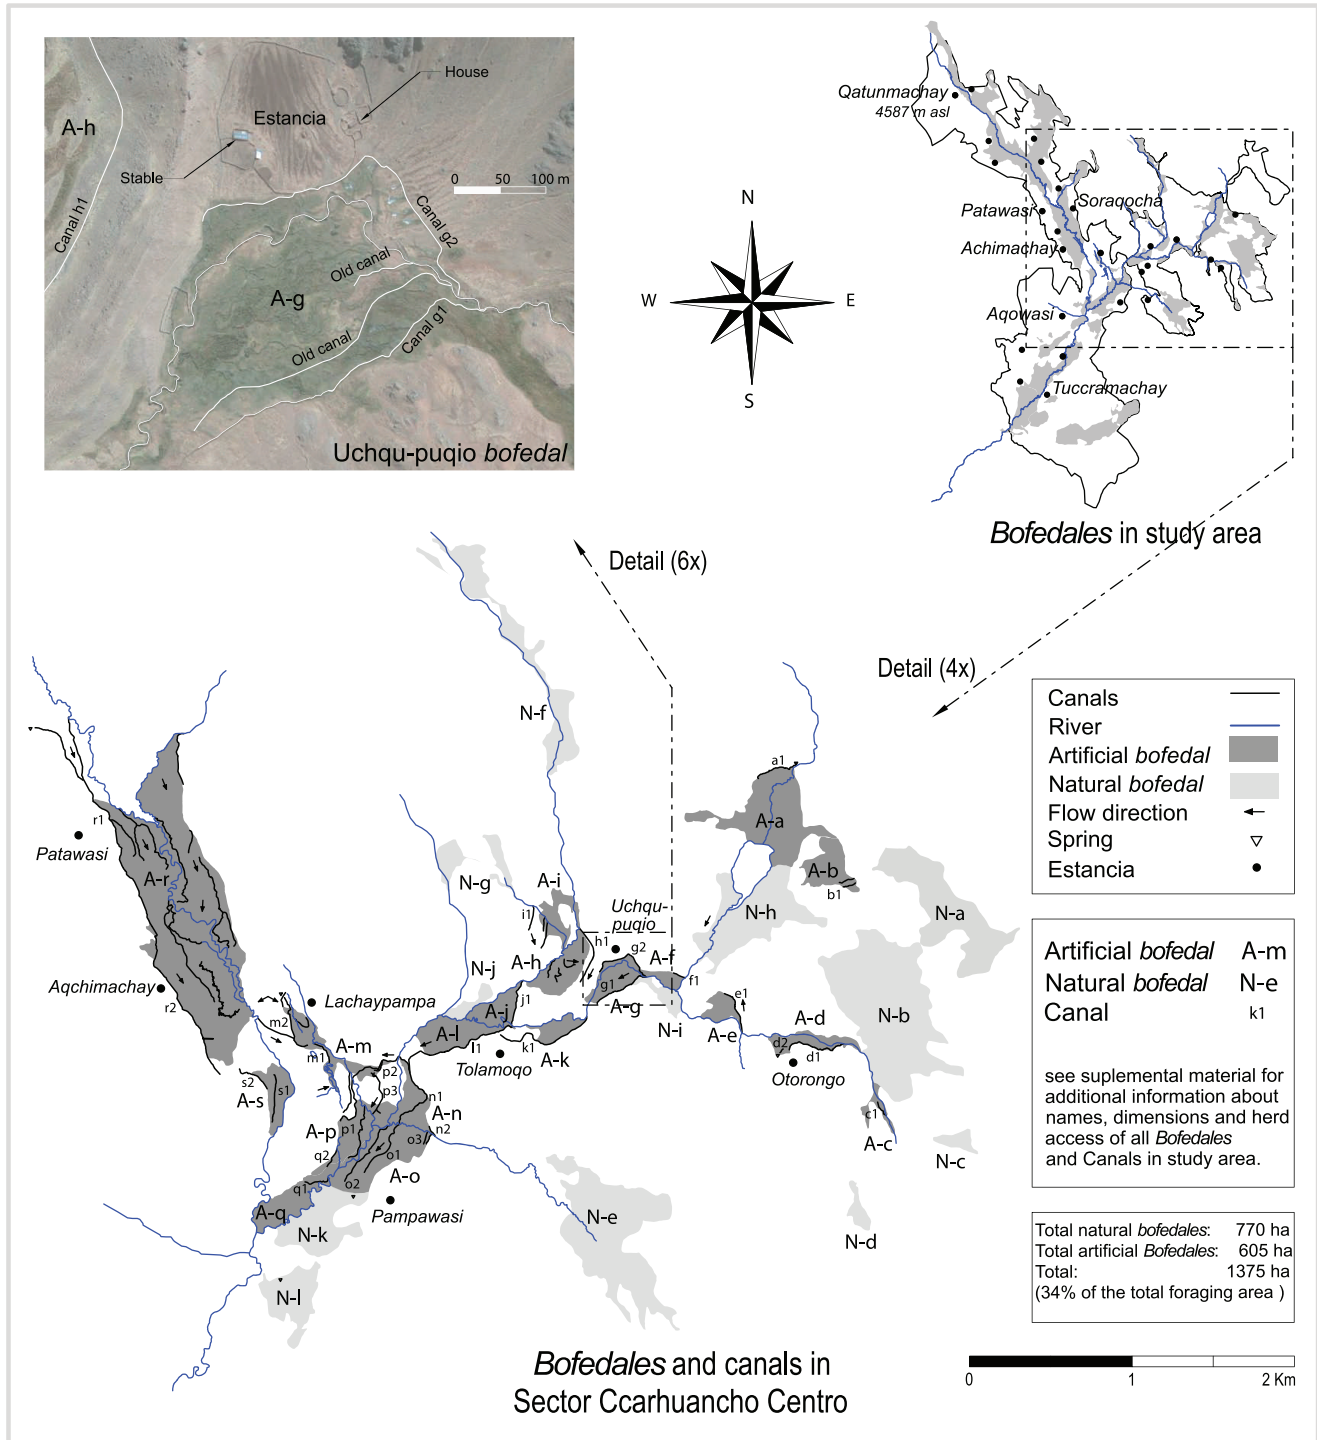 A-h
Estancia
House
Stable
0 50 100 m
Canal h1
Canal g2
Old canal
A-g
Old canal
Canal g1
Uchqu-puqio bofedal
N
W E
S
Qatunmachay
4587 m asl
Patawasi
Soraqocha
Achimachay
Aqowasi
Tuccramachay
Bofedales in study area
Detail (6x)
Detail (4x)
N-f
a1
A-a
A-b
b1
N-a
N-h
N-g
A-i
i1
Uchqu-
puqio
h1
g2
A-h
A-f
f1
g1
A-g
N-j
j1
A-j
N-i
e1
A-e
A-d
d2
d1
Otorongo
N-b
c1
A-c
N-c
N-d
r1
Patawasi
A-r
Aqchimachay
r2
Lachaypampa
m2
A-m
m1
A-l
l1
k1
A-k
Tolamoqo
s2
s1
A-s
p2
p3
n1
A-n
n2
A-p
p1
o3
o1
q2
A-o
q1
o2
A-q
Pampawasi
N-k
N-e
N-l
Canals
River
Artificial bofedal
Natural bofedal
Flow direction
Spring
Estancia
Artificial bofedal A-m
Natural bofedal N-e
Canal k1
see suplemental material for
additional information about
names, dimensions and herd
access of all Bofedales
and Canals in study area.
Total natural bofedales: 770 ha
Total artificial Bofedales: 605 ha
Total: 1375 ha
(34% of the total foraging area )
Bofedales and canals in
Sector Ccarhuancho Centro
0 1 2 Km